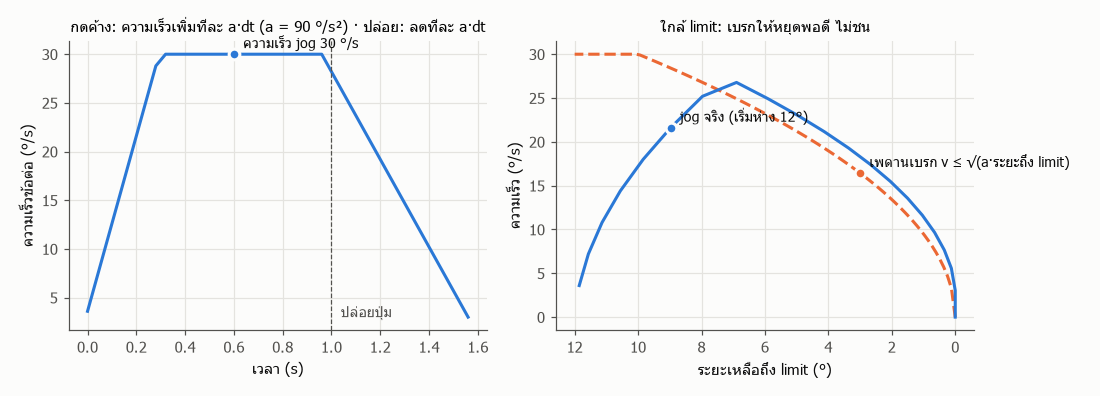 กดค้าง: ความเร็วเพิ่มทีละ a·dt (a = 90 °/s²) · ปล่อย: ลดทีละ a·dt
ความเร็ว jog 30 °/s
ปล่อยปุ่ม
ความเร็วข้อต่อ (°/s)
30
25
20
15
10
5
0.0 0.2 0.4 0.6 0.8 1.0 1.2 1.4 1.6
เวลา (s)
ใกล้ limit: เบรกให้หยุดพอดี ไม่ชน
jog จริง (เริ่มห่าง 12°)
เพดานเบรก v ≤ √(a·ระยะถึง limit)
ความเร็ว (°/s)
30
25
20
15
10
5
0
12 10 8 6 4 2 0
ระยะเหลือถึง limit (°)